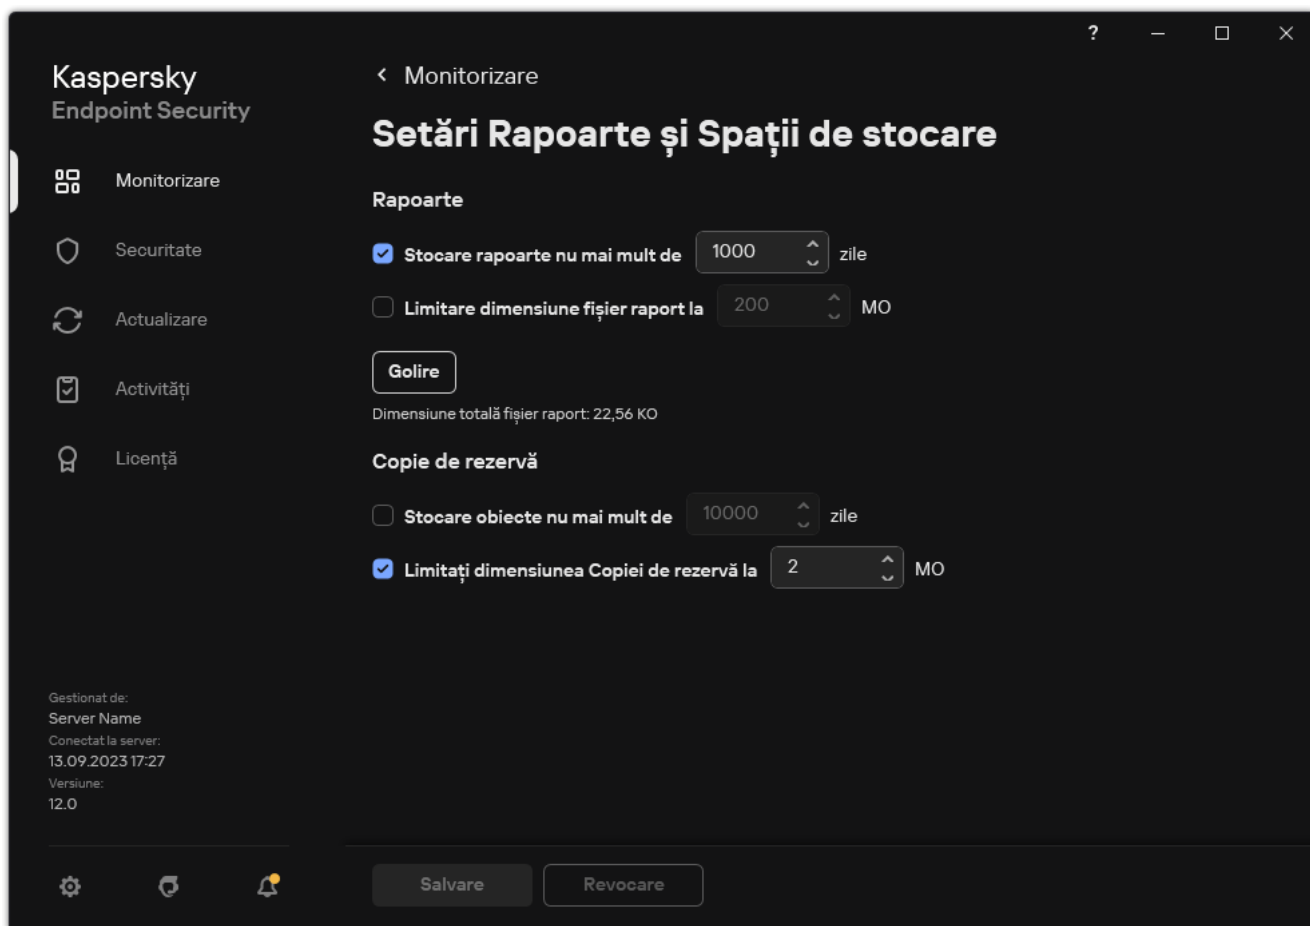 ?
Kaspersky
Endpoint Security
Monitorizare
Securitate
Actualizare
Activități
Licență
Gestionat de:
Server Name
Conectat la server:
13.09.2023 17:27
Versiune:
12.0
Monitorizare
Setări Rapoarte și Spații de stocare
Rapoarte
Stocare rapoarte nu mai mult de 1000 zile
Limitare dimensiune fișier raport la 200 MO
Golire
Dimensiune totală fișier raport: 22,56 KO
Copie de rezervă
Stocare obiecte nu mai mult de 10000 zile
Limitați dimensiunea Copiei de rezervă la 2 MO
Salvare Revocare